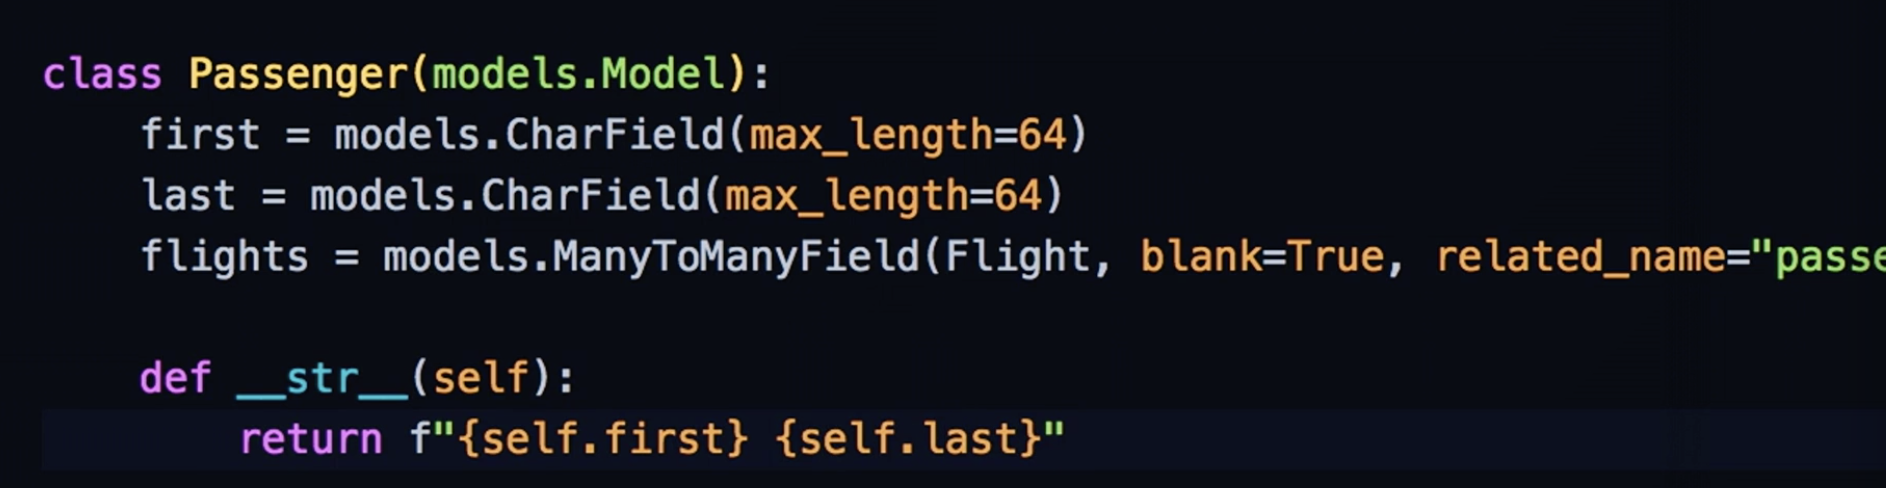 class Passenger(models.Model):
    first = models.CharField(max_length=64)
    last = models.CharField(max_length=64)
    flights = models.ManyToManyField(Flight, blank=True, related_name="passe
    def __str__(self):
        return f"{self.first} {self.last}"